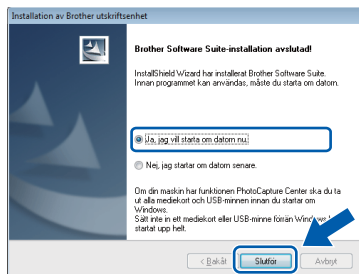 Installation av Brother utskriftsenhet
Brother Software Suite-installation avslutad!
InstallShield Wizard har installerat Brother Software Suite.
Innan programmet kan användas, måste du starta om datorn.
Ja, jag vill starta om datorn nu.
Nej, jag startar om datorn senare.
Om din maskin har funktionen PhotoCapture Center ska du ta
ut alla mediekort och USB-minnen innan du startar om
Windows.
Sätt inte in ett mediekort eller USB-minne förrän
startat upp helt.
< Bakåt
Slutför
Avbryt